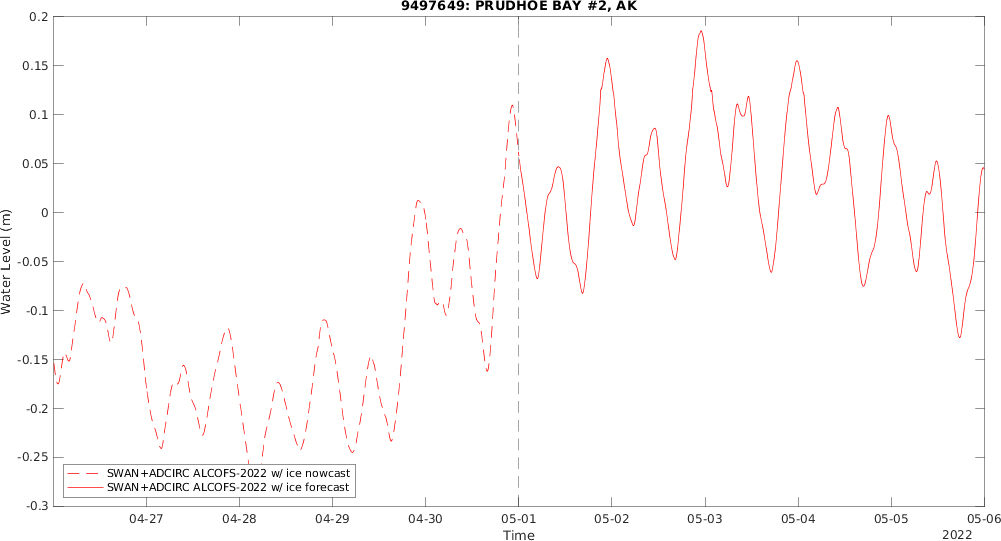 9497649: PRUDHOE BAY #2, AK
0.2
0.15
0.1
0.05
0
-0.05
-0.1
-0.15
-0.2
-0.25
-0.3
Water Level (m)
SWAN+ADCIRC ALCOFS-2022 w/ ice nowcast
SWAN+ADCIRC ALCOFS-2022 w/ ice forecast
04-27 04-28 04-29 04-30 05-01 05-02 05-03 05-04 05-05 05-06
Time
2022